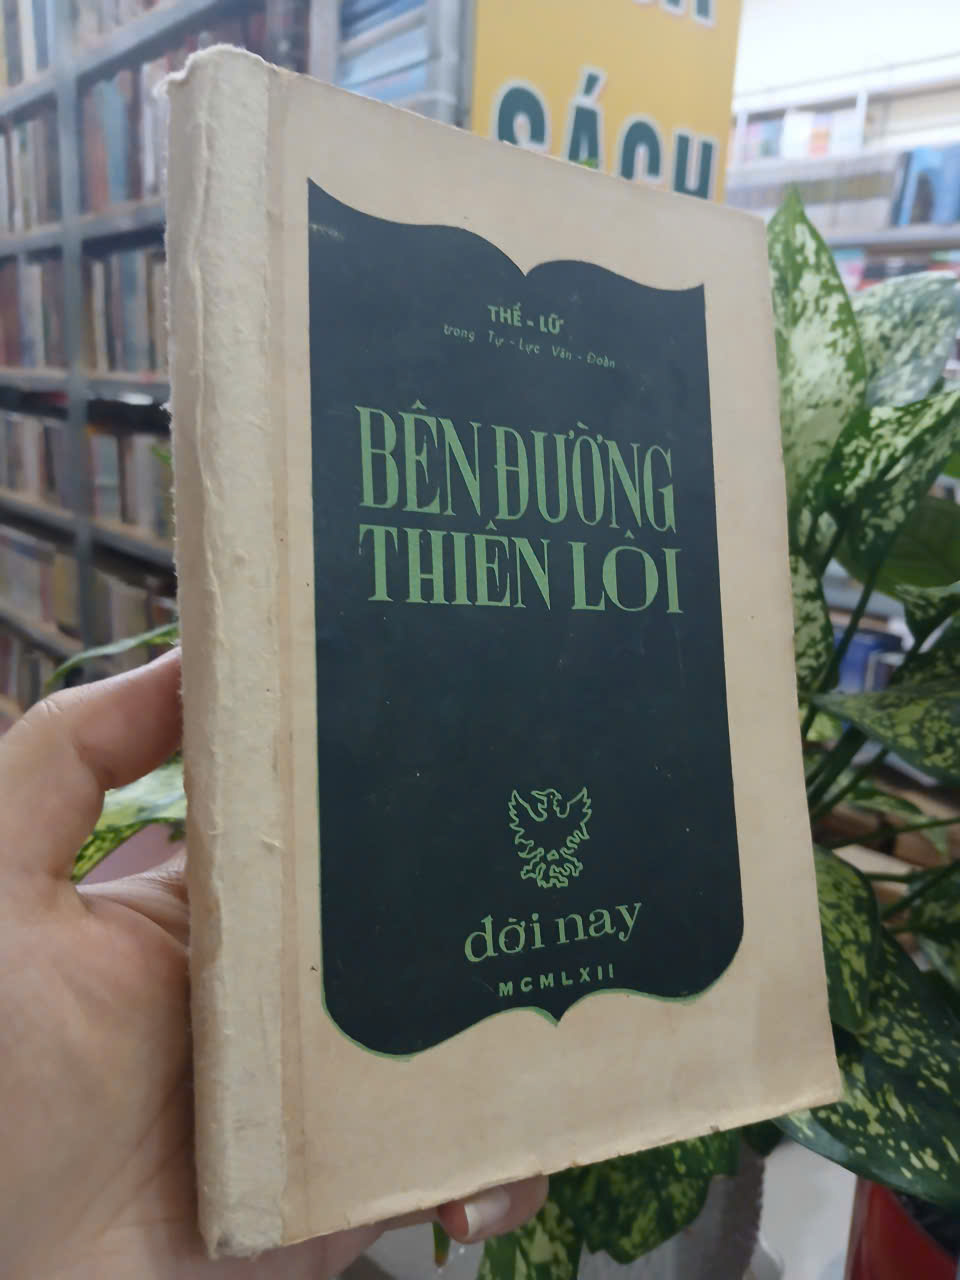 SÁCH
THẾ - LỮ
trong Tự - Lực Văn - Đoàn
BÊN ĐƯỜNG
THIÊN LÔI
đời nay
MCMLXII